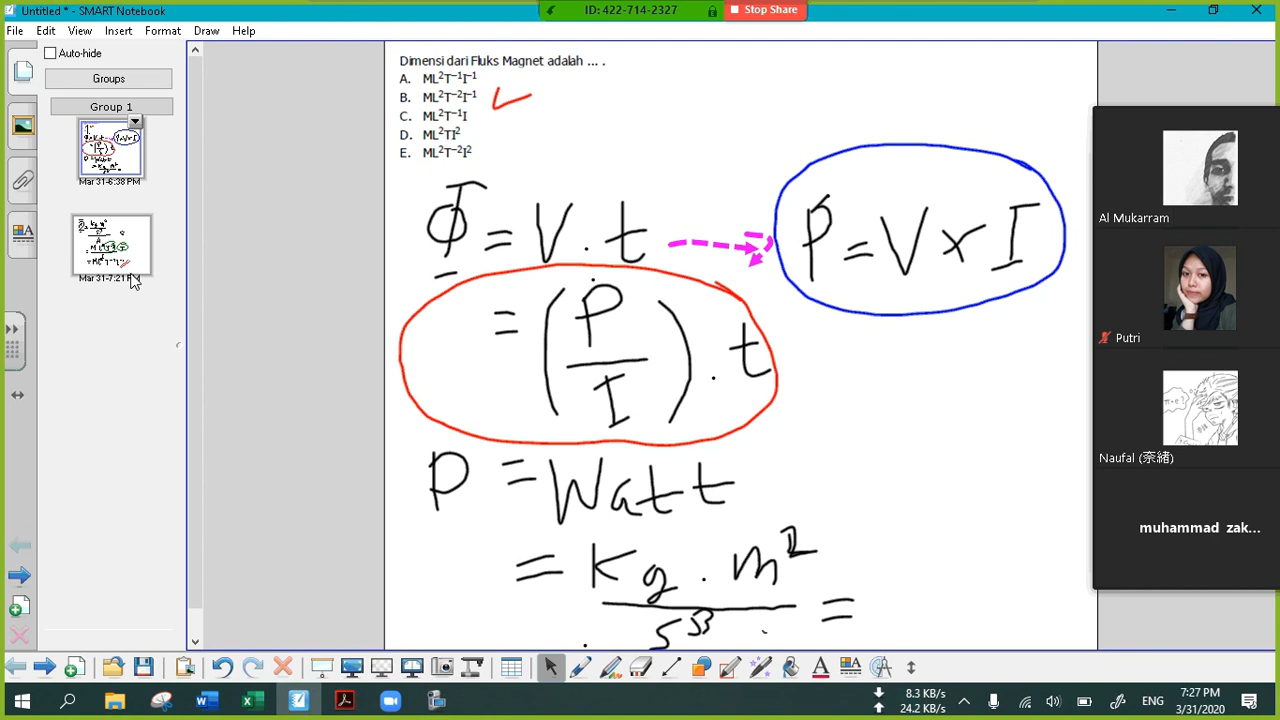 Untitled * - SMART Notebook
ID: 422-714-2327
Stop Share
File Edit View Insert Format Draw Help
Auto-hide
Groups
Group 1
Mar 31-6:38 PM
Mar 31-7:21 P
Dimensi dari Fluks Magnet adalah ... .
A. ML²T⁻¹I⁻¹
B. ML²T⁻²I⁻¹
C. ML²T⁻¹I
D. ML²TI²
E. ML²T⁻²I²
Φ = V . t
P = V x I
= (P/I) . t
P = Watt
= Kg . m² / s³ =
Al Mukarram
Putri
π=e?
Naufal (奈緒)
muhammad zak...
8.3 KB/s
24.2 KB/s
ENG
7:27 PM
3/31/2020